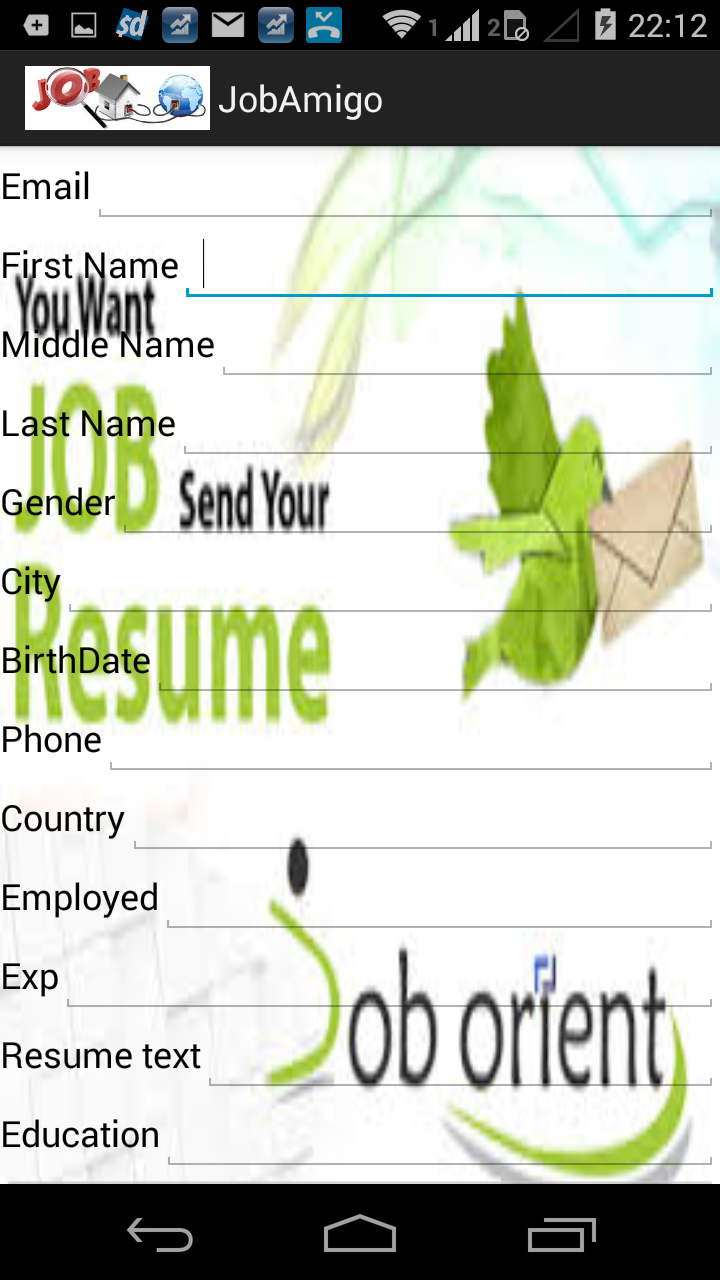 1 2 22:12
JOB JobAmigo
Email
First Name
You Want
Middle Name
JOB
Last Name
Send Your
Gender
City
Resume
BirthDate
Phone
Country
Employed
Exp
Job orient
Resume text
Education